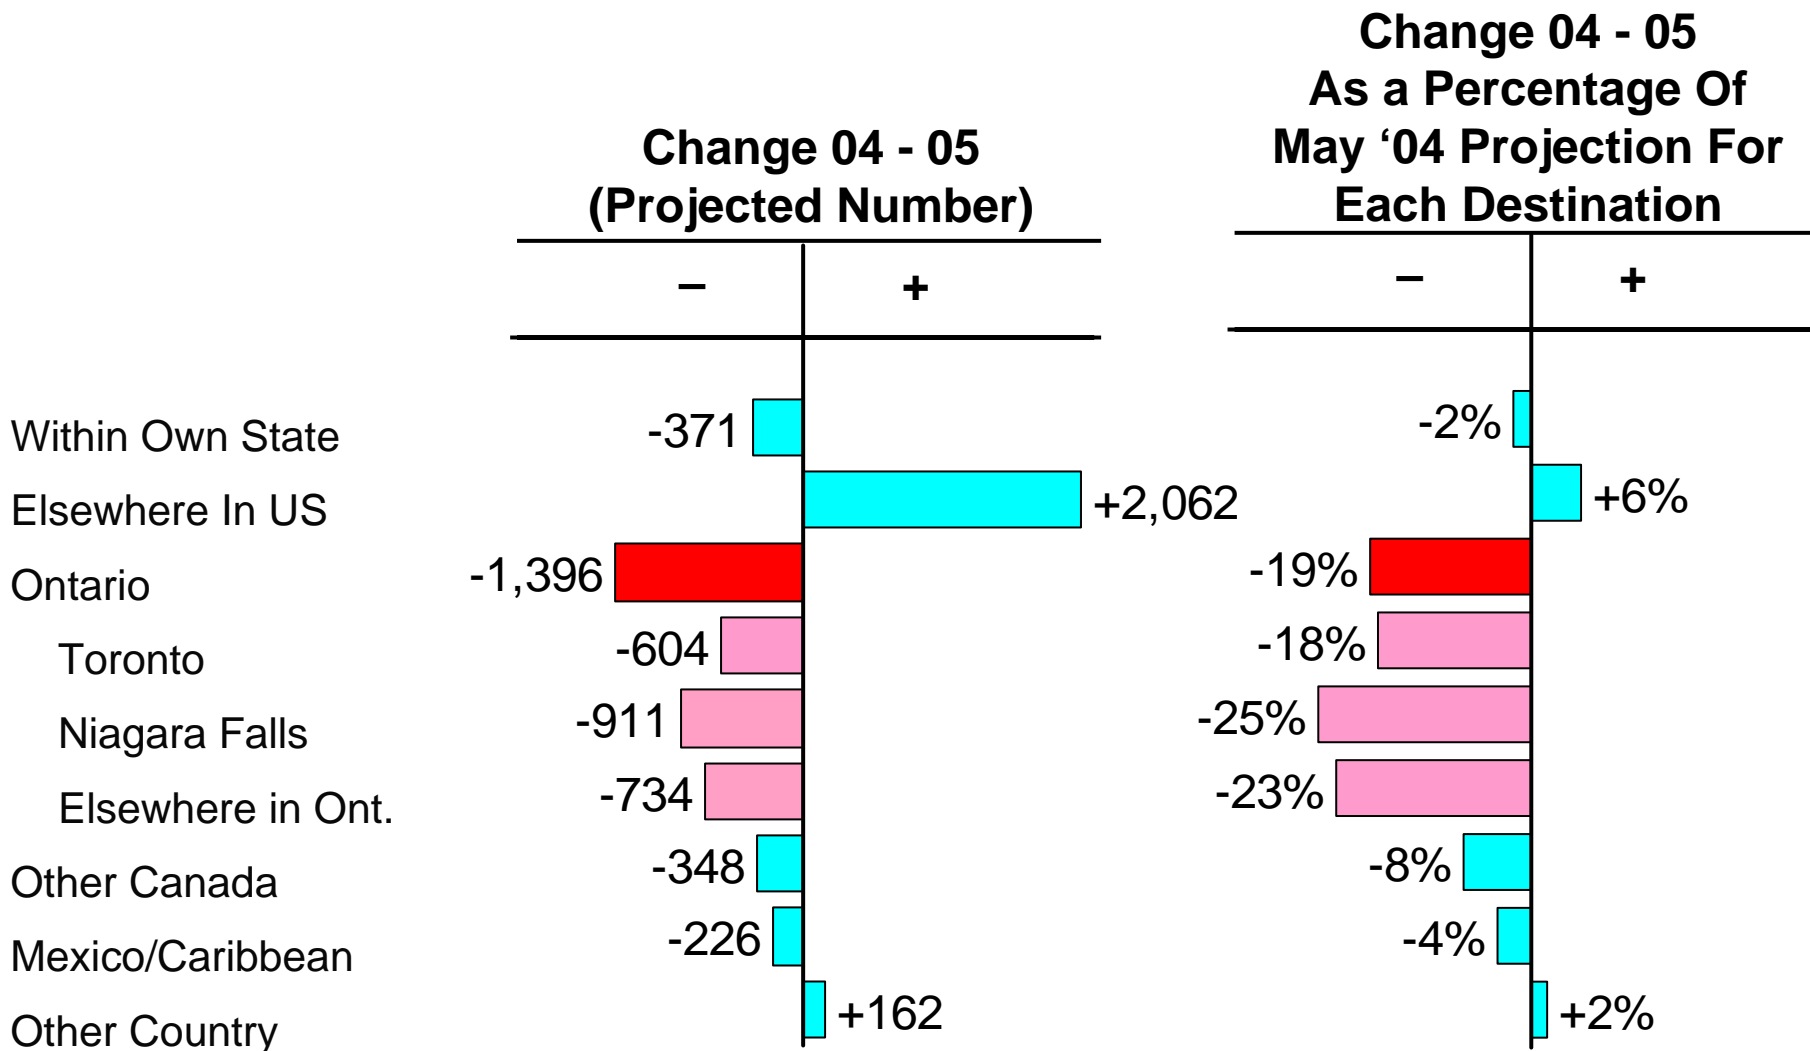 Change 04 - 05
(Projected Number)
Change 04 - 05
As a Percentage Of
May ‘04 Projection For
Each Destination
– +
– +
Within Own State -371 -2%
Elsewhere In US +2,062 +6%
Ontario -1,396 -19%
Toronto -604 -18%
Niagara Falls -911 -25%
Elsewhere in Ont. -734 -23%
Other Canada -348 -8%
Mexico/Caribbean -226 -4%
Other Country +162 +2%